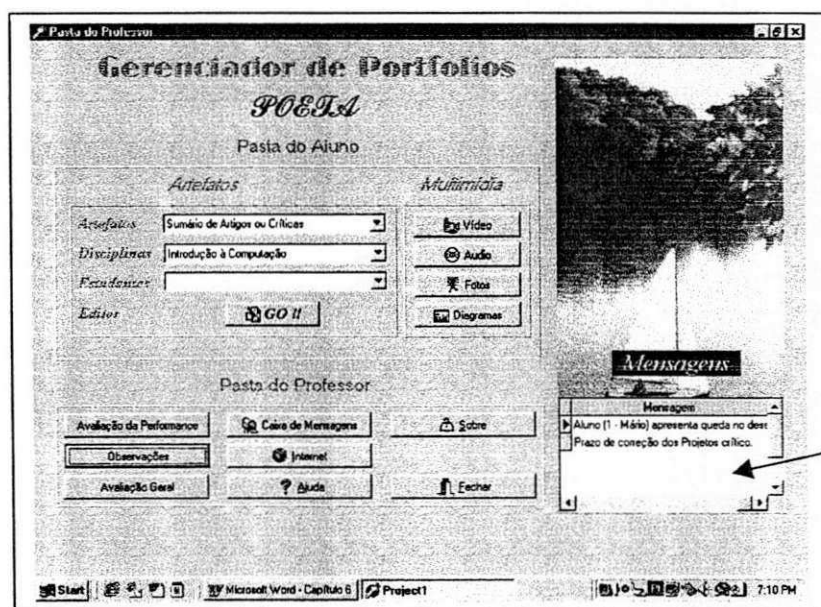 Pasta do Professor
Gerenciador de Portfolios
POETA
Pasta do Aluno
Artefatos
Multimídia
Artefatos Sumário de Artigos ou Críticas
Vídeo
Disciplinas Introdução à Computação
Audio
Estudantes
Fotos
Editor GO !!
Diagramas
Mensagens
Pasta do Professor
Mensagem
Avaliação da Performance Caixa de Mensagens Sobre
Aluno (1 - Mário) apresenta queda no dese
Prazo de correção dos Projetos crítico.
Observações Internet
Avaliação Geral Ajuda Fechar
Start Microsoft Word - Capítulo 6 Project1 7:10 PM